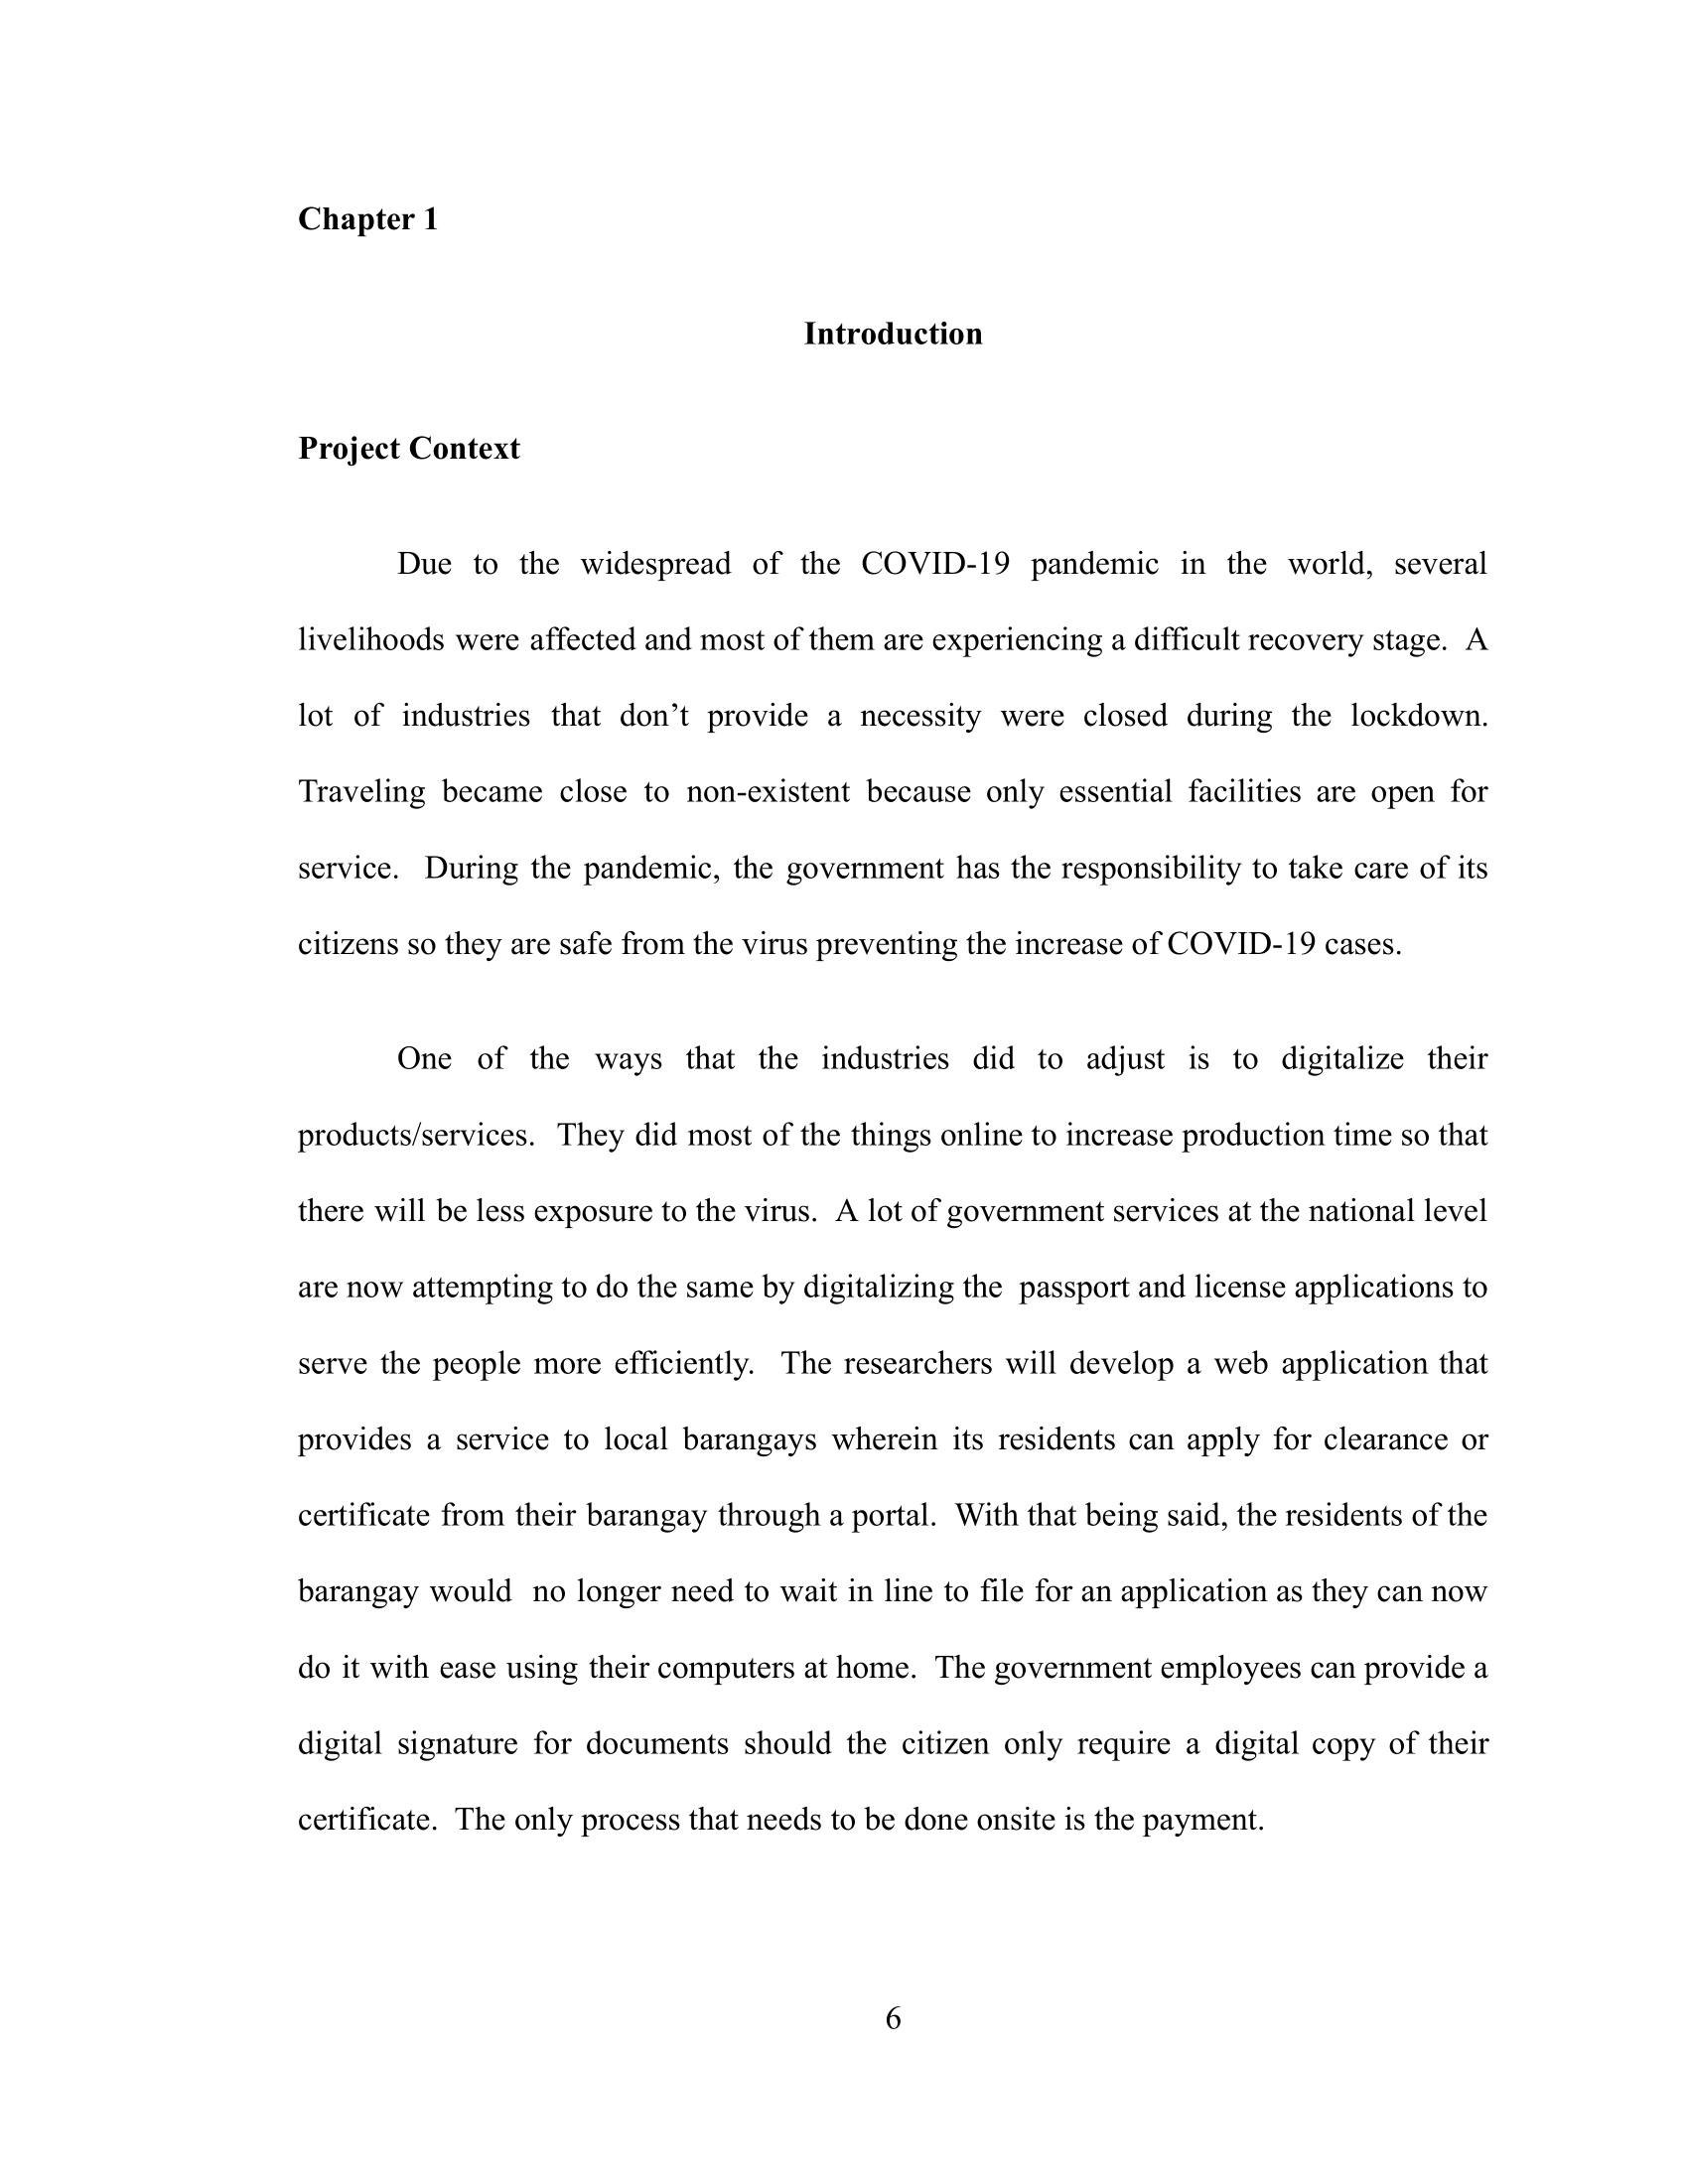 Chapter 1
Introduction
Project Context
Due to the widespread of the COVID-19 pandemic in the world, several
livelihoods were affected and most of them are experiencing a difficult recovery stage.  A
lot of industries that don’t provide a necessity were closed during the lockdown.
Traveling became close to non-existent because only essential facilities are open for
service.  During the pandemic, the government has the responsibility to take care of its
citizens so they are safe from the virus preventing the increase of COVID-19 cases.
One of the ways that the industries did to adjust is to digitalize their
products/services.  They did most of the things online to increase production time so that
there will be less exposure to the virus.  A lot of government services at the national level
are now attempting to do the same by digitalizing the  passport and license applications to
serve the people more efficiently.  The researchers will develop a web application that
provides a service to local barangays wherein its residents can apply for clearance or
certificate from their barangay through a portal.  With that being said, the residents of the
barangay would  no longer need to wait in line to file for an application as they can now
do it with ease using their computers at home.  The government employees can provide a
digital signature for documents should the citizen only require a digital copy of their
certificate.  The only process that needs to be done onsite is the payment.
6